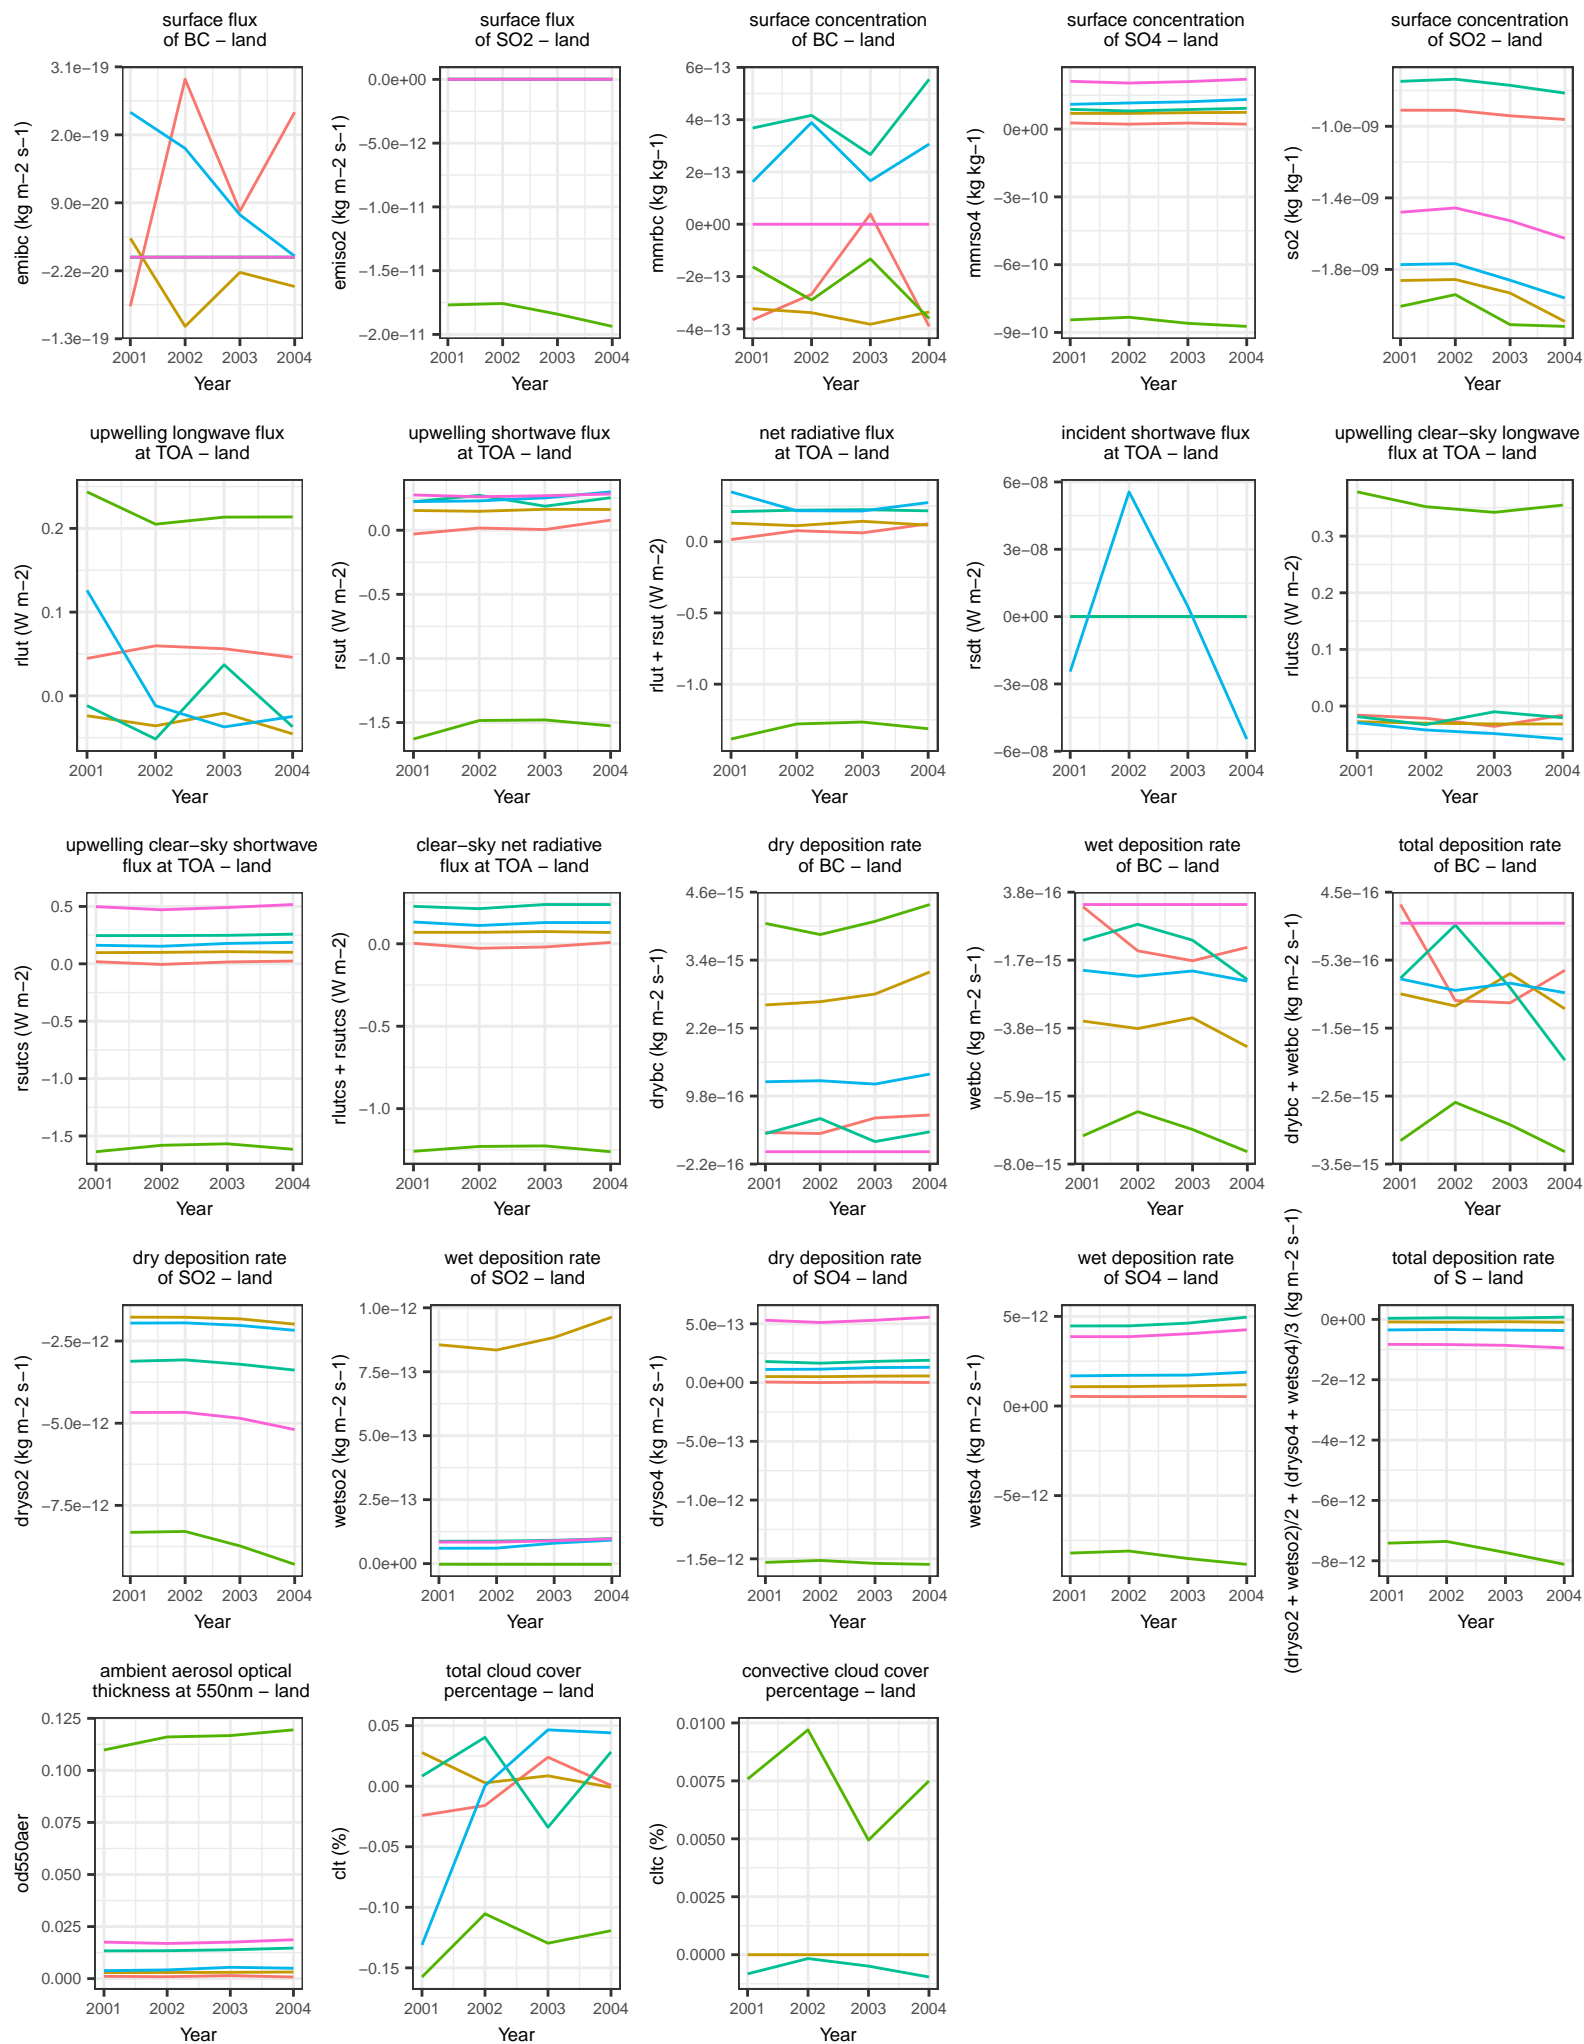 surface flux
of BC − land
surface flux
of SO2 − land
surface concentration
of BC − land
surface concentration
of SO4 − land
surface concentration
of SO2 − land
emibc (kg m−2 s−1)
3.1e−19
2.0e−19
9.0e−20
−2.2e−20
−1.3e−19
2001 2002 2003 2004
Year
emiso2 (kg m−2 s−1)
0.0e+00
−5.0e−12
−1.0e−11
−1.5e−11
−2.0e−11
2001 2002 2003 2004
Year
mmrbc (kg kg−1)
6e−13
4e−13
2e−13
0e+00
−2e−13
−4e−13
2001 2002 2003 2004
Year
mmrso4 (kg kg−1)
0e+00
−3e−10
−6e−10
−9e−10
2001 2002 2003 2004
Year
so2 (kg kg−1)
−1.0e−09
−1.4e−09
−1.8e−09
2001 2002 2003 2004
Year
upwelling longwave flux
at TOA − land
upwelling shortwave flux
at TOA − land
net radiative flux
at TOA − land
incident shortwave flux
at TOA − land
upwelling clear−sky longwave
flux at TOA − land
rlut (W m−2)
0.2
0.1
0.0
2001 2002 2003 2004
Year
rsut (W m−2)
0.0
−0.5
−1.0
−1.5
2001 2002 2003 2004
Year
rlut + rsut (W m−2)
0.0
−0.5
−1.0
2001 2002 2003 2004
Year
rsdt (W m−2)
6e−08
3e−08
0e+00
−3e−08
−6e−08
2001 2002 2003 2004
Year
rlutcs (W m−2)
0.3
0.2
0.1
0.0
2001 2002 2003 2004
Year
upwelling clear−sky shortwave
flux at TOA − land
clear−sky net radiative
flux at TOA − land
dry deposition rate
of BC − land
wet deposition rate
of BC − land
total deposition rate
of BC − land
rsutcs (W m−2)
0.5
0.0
−0.5
−1.0
−1.5
2001 2002 2003 2004
Year
rlutcs + rsutcs (W m−2)
0.0
−0.5
−1.0
2001 2002 2003 2004
Year
drybc (kg m−2 s−1)
4.6e−15
3.4e−15
2.2e−15
9.8e−16
−2.2e−16
2001 2002 2003 2004
Year
wetbc (kg m−2 s−1)
3.8e−16
−1.7e−15
−3.8e−15
−5.9e−15
−8.0e−15
2001 2002 2003 2004
Year
drybc + wetbc (kg m−2 s−1)
4.5e−16
−5.3e−16
−1.5e−15
−2.5e−15
−3.5e−15
2001 2002 2003 2004
Year
dry deposition rate
of SO2 − land
wet deposition rate
of SO2 − land
dry deposition rate
of SO4 − land
wet deposition rate
of SO4 − land
total deposition rate
of S − land
dryso2 (kg m−2 s−1)
−2.5e−12
−5.0e−12
−7.5e−12
2001 2002 2003 2004
Year
wetso2 (kg m−2 s−1)
1.0e−12
7.5e−13
5.0e−13
2.5e−13
0.0e+00
2001 2002 2003 2004
Year
dryso4 (kg m−2 s−1)
5.0e−13
0.0e+00
−5.0e−13
−1.0e−12
−1.5e−12
2001 2002 2003 2004
Year
wetso4 (kg m−2 s−1)
5e−12
0e+00
−5e−12
2001 2002 2003 2004
Year
(dryso2 + wetso2)/2 + (dryso4 + wetso4)/3 (kg m−2 s−1)
0e+00
−2e−12
−4e−12
−6e−12
−8e−12
2001 2002 2003 2004
Year
ambient aerosol optical
thickness at 550nm − land
total cloud cover
percentage − land
convective cloud cover
percentage − land
od550aer
0.125
0.100
0.075
0.050
0.025
0.000
2001 2002 2003 2004
Year
clt (%)
0.05
0.00
−0.05
−0.10
−0.15
2001 2002 2003 2004
Year
cltc (%)
0.0100
0.0075
0.0050
0.0025
0.0000
2001 2002 2003 2004
Year